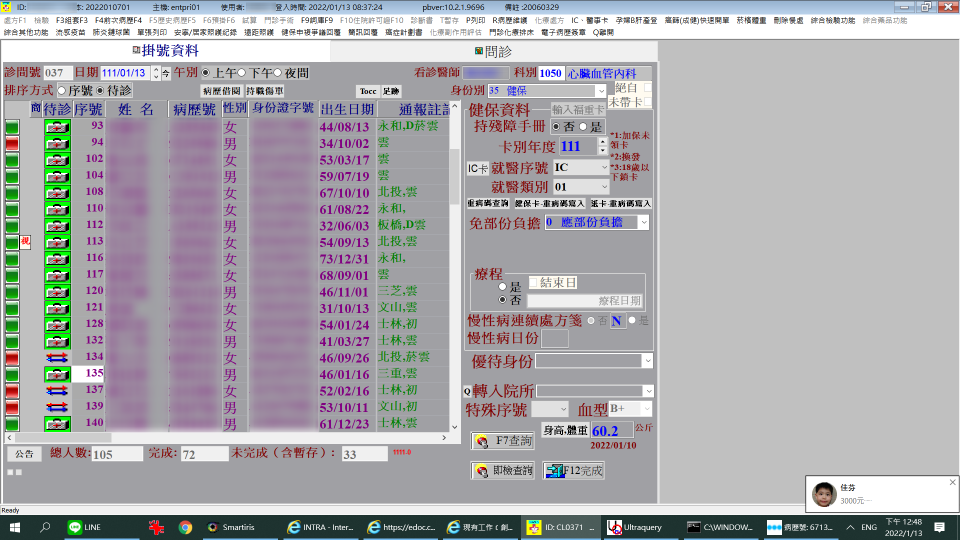 ID: 本: 2022010701 主機: entpri01 使用者: 登入時間: 2022/01/13 08:37:24 pbver:10.2.1.9696 備註 :20060329
處方F1 檢驗 F3組套F3 F4前次病歷F4 F5歷史病歷F5 F6預掛F6 試算 門診手術 F9詞庫F9 F10住院許可證F10 診斷書 T暫存 P列印 R病歷建議 化療處方 IC、醫事卡 孕婦B肝產登 癌篩(戒健)快速開單 菸檳體重 刪除餐處 綜合檢驗功能 綜合藥品功能
綜合其他功能 流感疫苗 肺炎鏈球菌 單張列印 安寧/居家照護紀錄 遠距照護 健保申被爭議回覆 簡訊回覆 癌症計劃書 化療副作用評估 門診化療排床 電子病歷簽章 Q離開
掛號資料 問診
診間號 037 日期 111/01/13 今 午別 上午 下午 夜間 看診醫師 科別 1050 心臟血管內科
排序方式 序號 待診 病歷借閱 持職傷單 Tocc 足跡 身份別 35 健保 絕自
未帶卡
商 待診 序號 姓 名 病歷號 性別 身份證字號 出生日期 通報註記
93 女 44/08/13 永和,D菸雲
94 男 34/10/02 雲
102 女 53/03/17 雲
104 男 59/07/19 雲
108 女 67/10/10 北投,雲
110 男 61/08/22 永和,
112 男 32/06/03 板橋,D雲
視 113 女 54/09/13 北投,雲
116 女 73/12/31 永和,
117 女 68/09/01 雲
120 男 46/11/01 三芝,雲
121 女 31/10/13 文山,雲
128 女 54/01/24 士林,初
132 男 41/03/27 士林,雲
134 女 46/09/26 北投,菸雲
135 男 46/01/16 三重,雲
137 女 52/02/16 士林,初
139 男 53/10/11 文山,初
140 男 61/12/23 士林,雲
公告 總人數: 105 完成: 72 未完成（含暫存）: 33 1111-0
健保資料 輸入福重卡
持殘障手冊 否 是
卡別年度 111
*1:加保未領卡
*2:換發
*3:18歲以下鎖卡
IC卡 就醫序號 IC
就醫類別 01
重病碼查詢 健保卡-重病碼寫入 紙卡-重病碼寫入
免部份負擔 0 應部份負擔
療程
是 結束日
否 療程日期
慢性病連續處方箋 否 N 是
慢性病日份
優待身份
Q 轉入院所
特殊序號 血型 B+
F7查詢 身高,體重 60.2 公斤
2022/01/10
即檢查詢 F12完成
佳芬
3000元…
Ready
LINE Smartiris INTRA - Inter... https://edoc.c... 現有工作 ( 創... ID: CL0371 ... Ultraquery C:\WINDOW... 病歷號: 6713... ENG 下午 12:48
2022/1/13